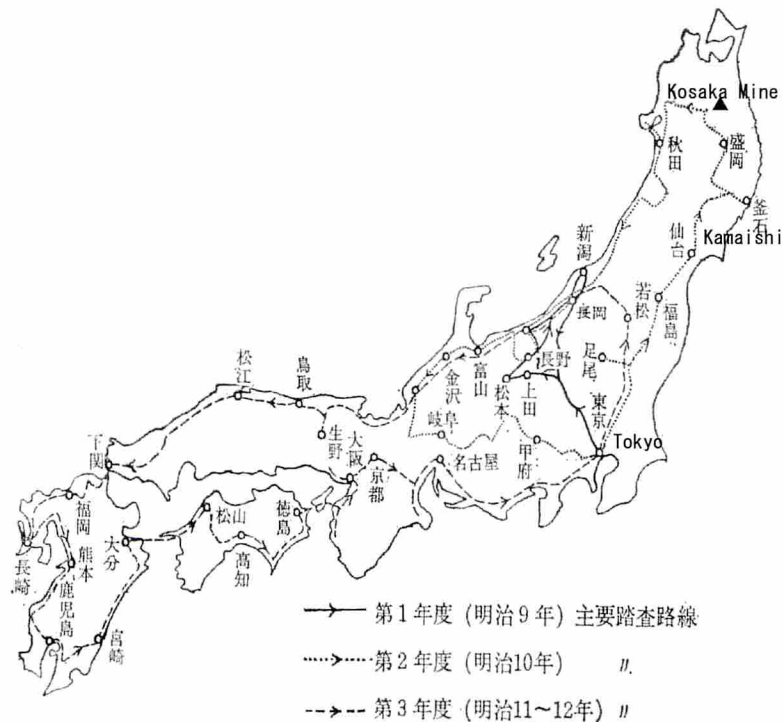 Kosaka Mine
秋田
盛岡
釜石
Kamaishi
仙台
新潟
長岡
若松
福島
足尾
長野
上田
松本
富山
金沢
岐阜
甲府
東京
Tokyo
名古屋
松江
鳥取
生野
大阪
京都
下関
福岡
長崎
熊本
鹿児島
宮崎
大分
松山
高知
徳島
第1年度 (明治9年) 主要踏査路線
第2年度 (明治10年) 〃
第3年度 (明治11~12年) 〃